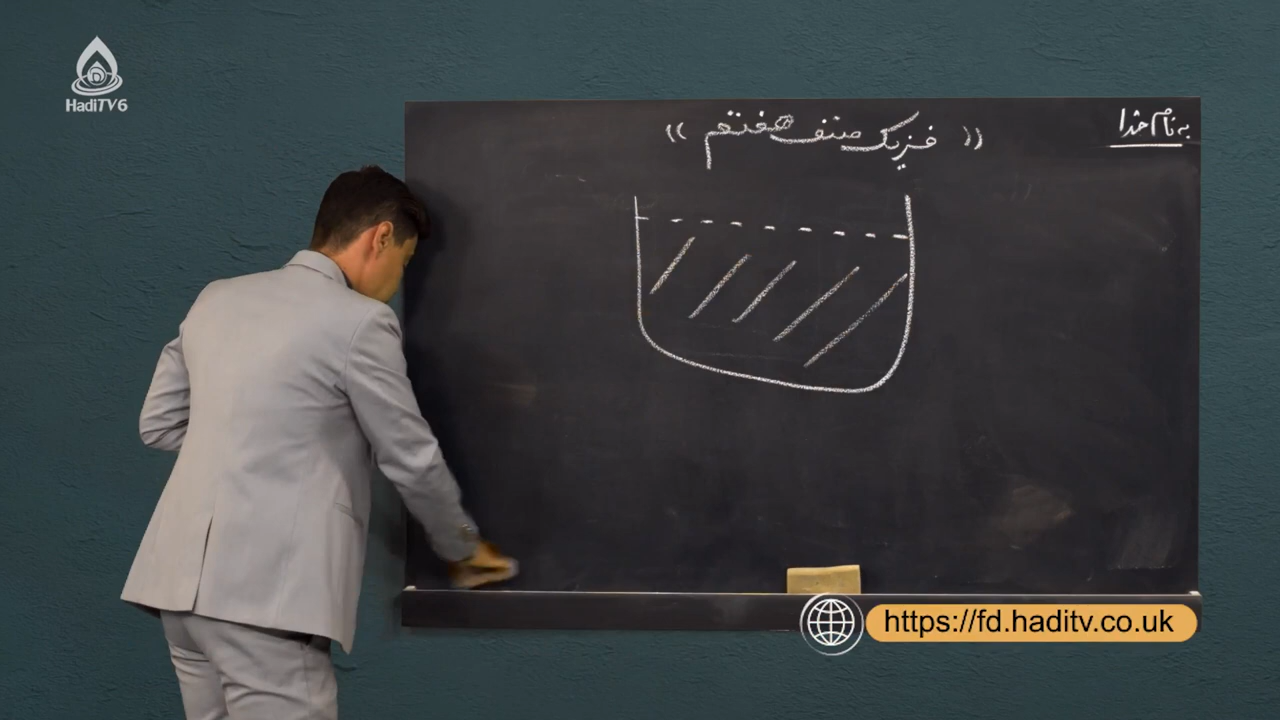 HadiTV6
به نام خدا
(( فزیک صنف هفتم ))
https://fd.haditv.co.uk